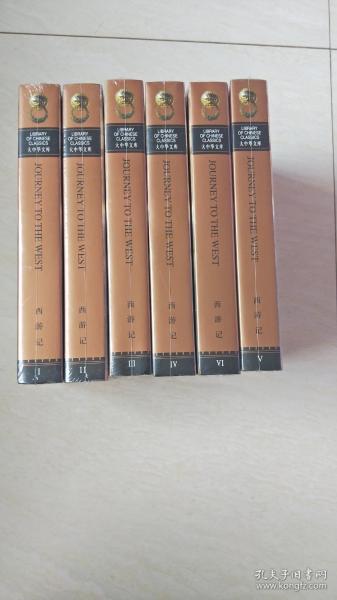 LIBRARY
OF CHINESE
CLASSICS
大中华文库
JOURNEY TO THE WEST
西游记
I
LIBRARY
OF CHINESE
CLASSICS
大中华文库
JOURNEY TO THE WEST
西游记
II
LIBRARY
OF CHINESE
CLASSICS
大中华文库
JOURNEY TO THE WEST
西游记
III
LIBRARY
OF CHINESE
CLASSICS
大中华文库
JOURNEY TO THE WEST
西游记
IV
LIBRARY
OF CHINESE
CLASSICS
大中华文库
JOURNEY TO THE WEST
西游记
VI
LIBRARY
OF CHINESE
CLASSICS
大中华文库
JOURNEY TO THE WEST
西游记
V
孔夫子旧书网
www.kongfz.com